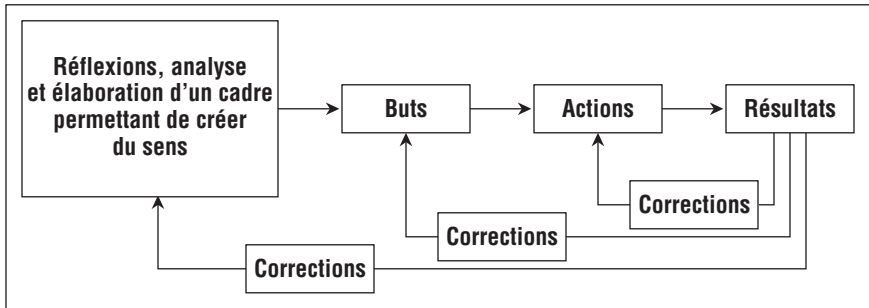 Réflexions, analyse
et élaboration d'un cadre
permettant de créer
du sens
Buts
Actions
Résultats
Corrections
Corrections
Corrections